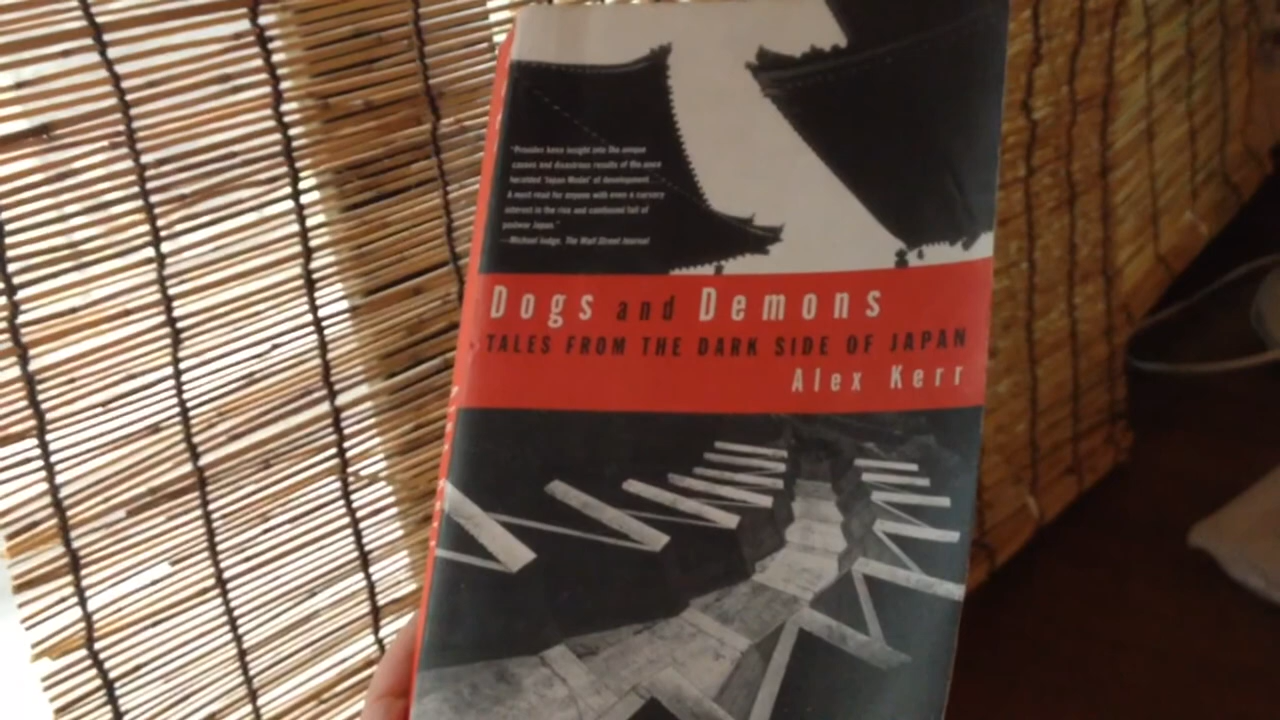 "Provides keen insight into the unique
causes and disastrous results of the once
heralded 'Japan Model' of development.
A must-read for anyone with even a cursory
interest in the rise and continued fall of
postwar Japan."
—Michael Judge, The Wall Street Journal
Dogs and Demons
TALES FROM THE DARK SIDE OF JAPAN
Alex Kerr